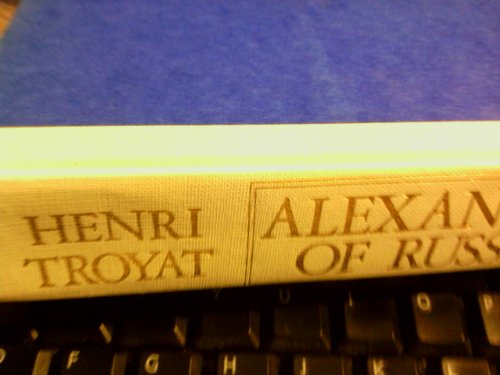 HENRI
TROYAT
ALEXAN
OF RUSS
U I O P
F G H J K L